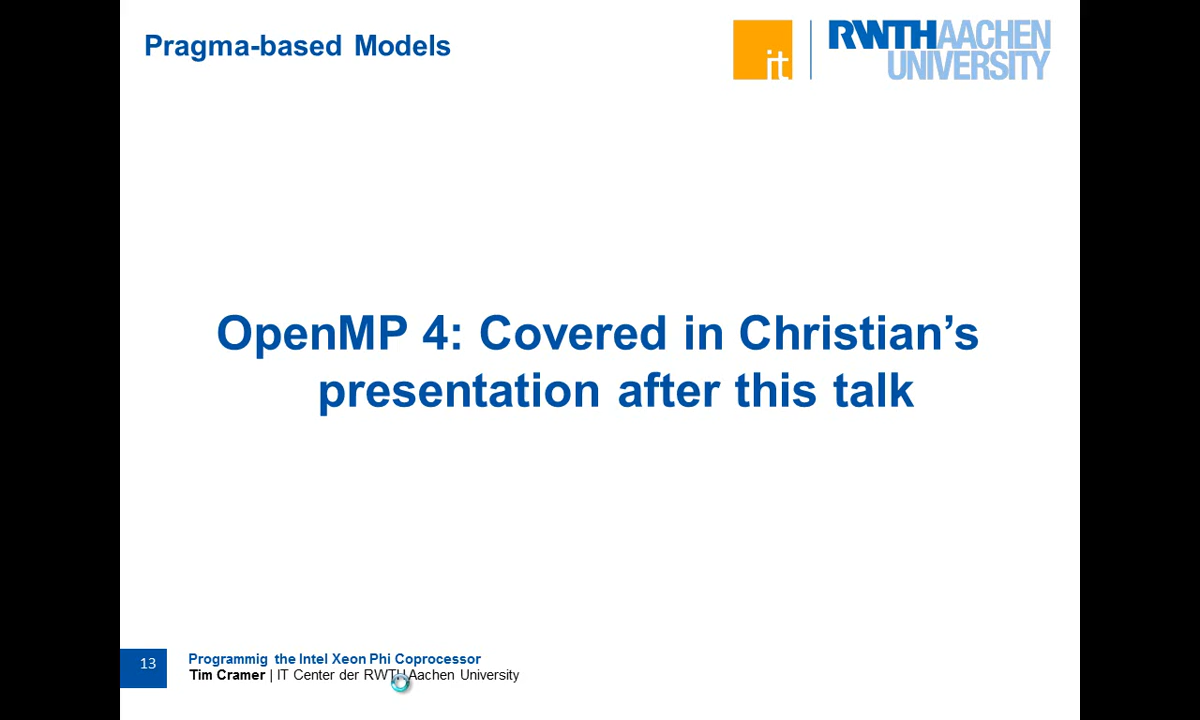 Pragma-based Models
it
RWTHAACHEN
UNIVERSITY
OpenMP 4: Covered in Christian’s
presentation after this talk
13
Programmig the Intel Xeon Phi Coprocessor
Tim Cramer | IT Center der RWTH Aachen University